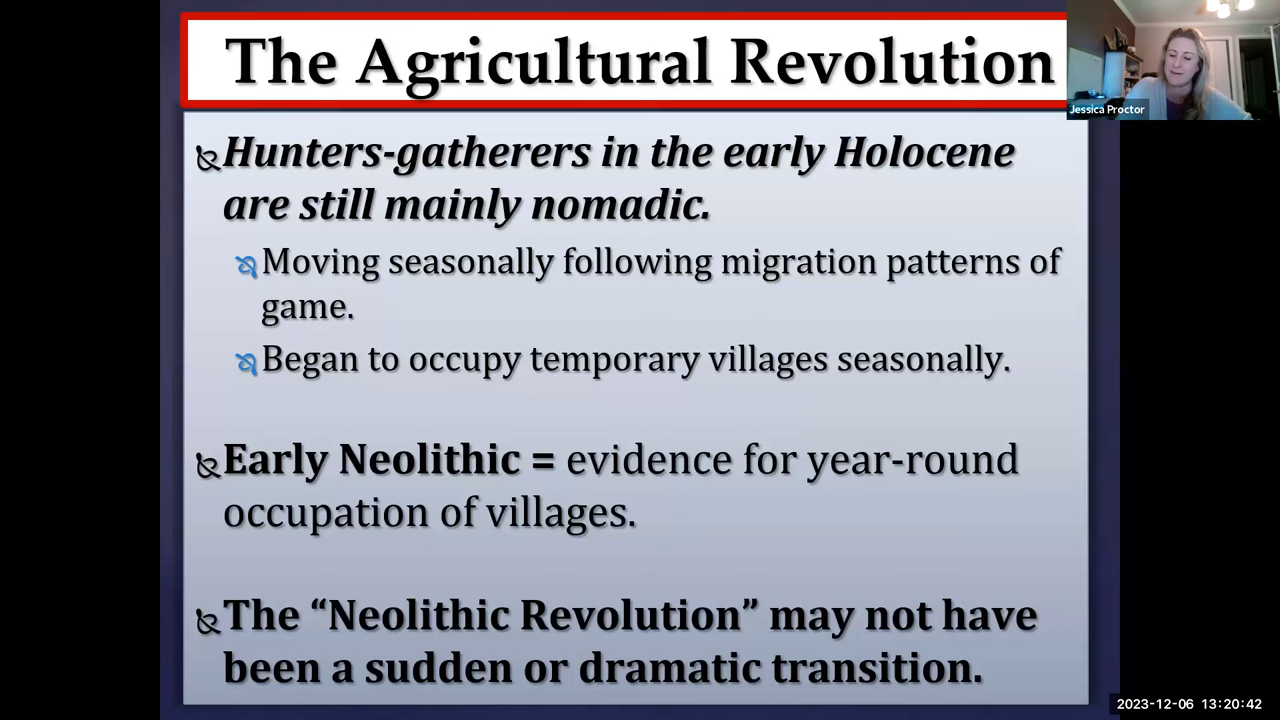 The Agricultural Revolution
Jessica Proctor
Hunters-gatherers in the early Holocene
are still mainly nomadic.
Moving seasonally following migration patterns of
game.
Began to occupy temporary villages seasonally.
Early Neolithic = evidence for year-round
occupation of villages.
The “Neolithic Revolution” may not have
been a sudden or dramatic transition.
2023-12-06 13:20:42